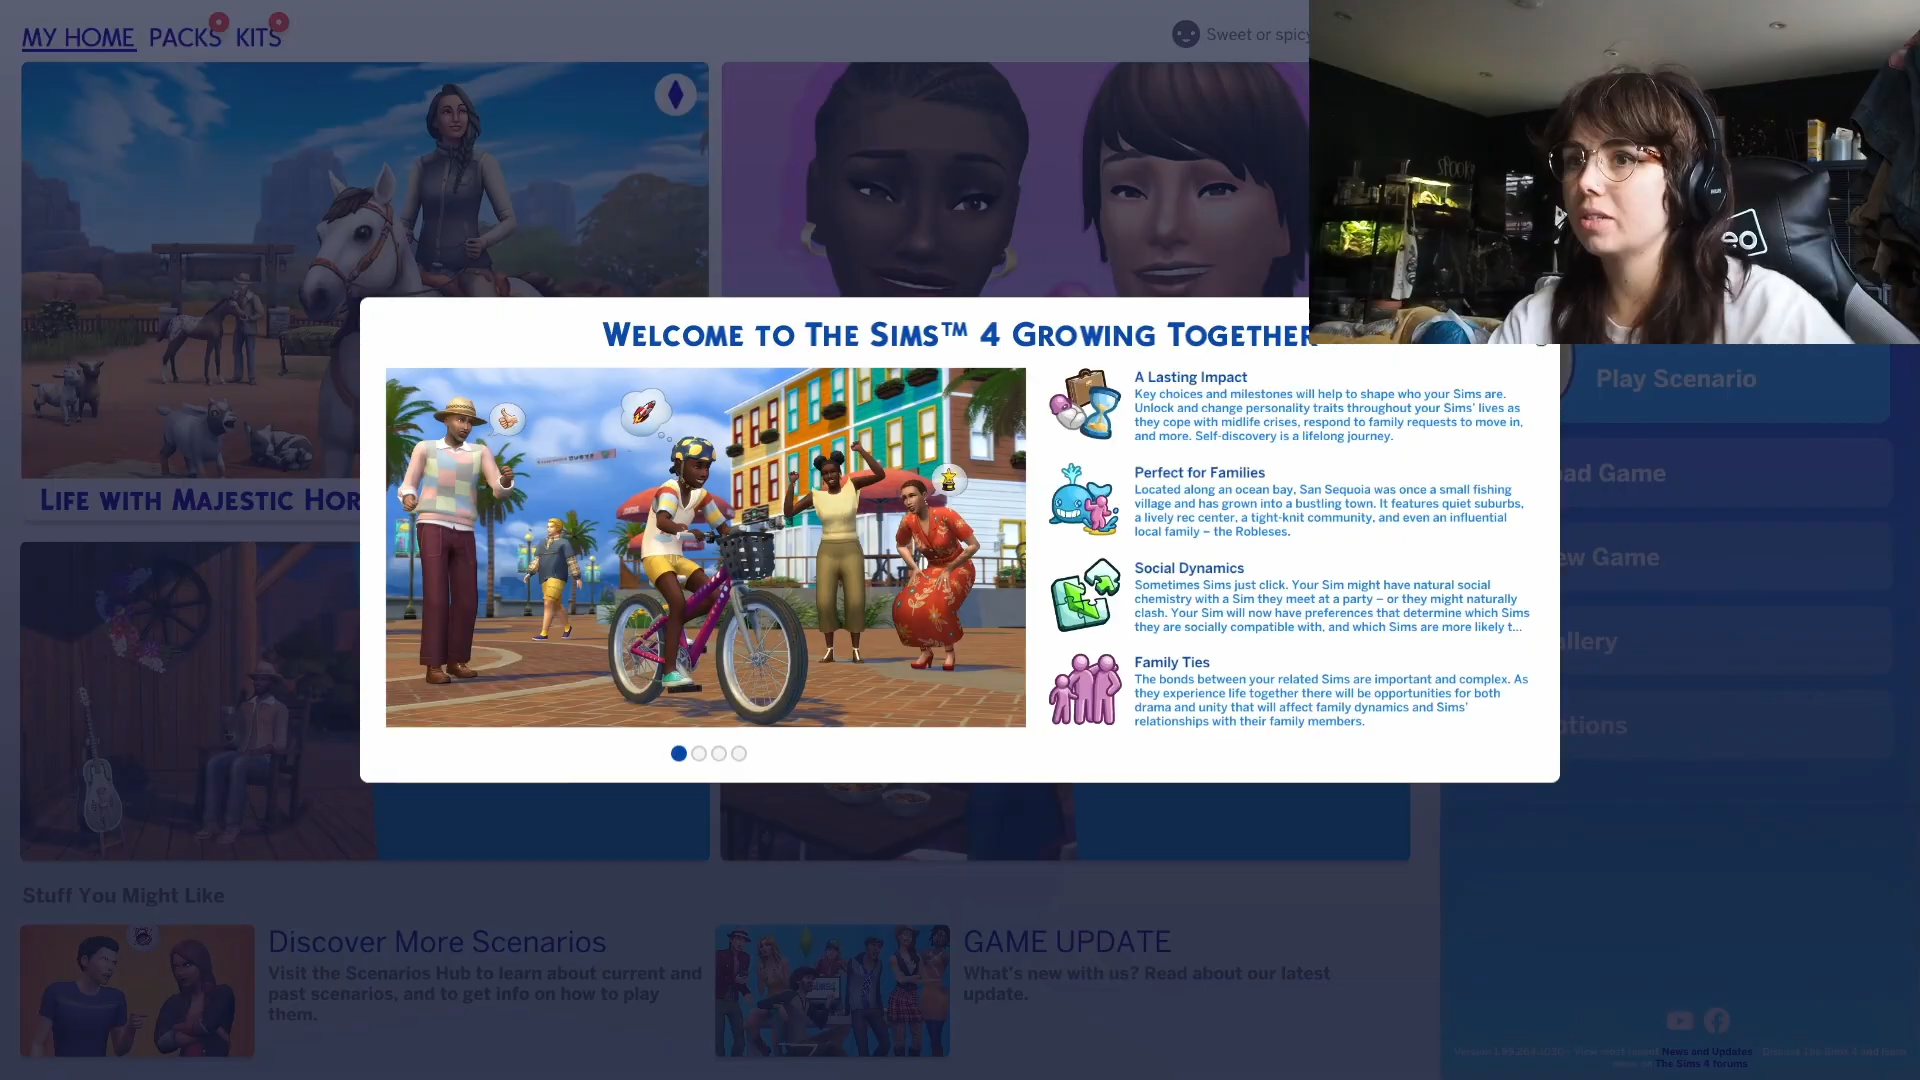 MY HOME PACKS KITS
Sweet or spicy
SPOOKY
eo
LIFE WITH MAJESTIC HOR
WELCOME TO THE SIMS™ 4 GROWING TOGETHER
A Lasting Impact
Key choices and milestones will help to shape who your Sims are.
Unlock and change personality traits throughout your Sims' lives as
they cope with midlife crises, respond to family requests to move in,
and more. Self-discovery is a lifelong journey.
Perfect for Families
Located along an ocean bay, San Sequoia was once a small fishing
village and has grown into a bustling town. It features quiet suburbs,
a lively rec center, a tight-knit community, and even an influential
local family – the Robleses.
Social Dynamics
Sometimes Sims just click. Your Sim might have natural social
chemistry with a Sim they meet at a party – or they might naturally
clash. Your Sim will now have preferences that determine which Sims
they are socially compatible with, and which Sims are more likely t...
Family Ties
The bonds between your related Sims are important and complex. As
they experience life together there will be opportunities for both
drama and unity that will affect family dynamics and Sims'
relationships with their family members.
Play Scenario
ad Game
ew Game
allery
tions
Stuff You Might Like
Discover More Scenarios
Visit the Scenarios Hub to learn about current and
past scenarios, and to get info on how to play
them.
GAME UPDATE
What's new with us? Read about our latest
update.
News and Updates
The Sims 4 forums